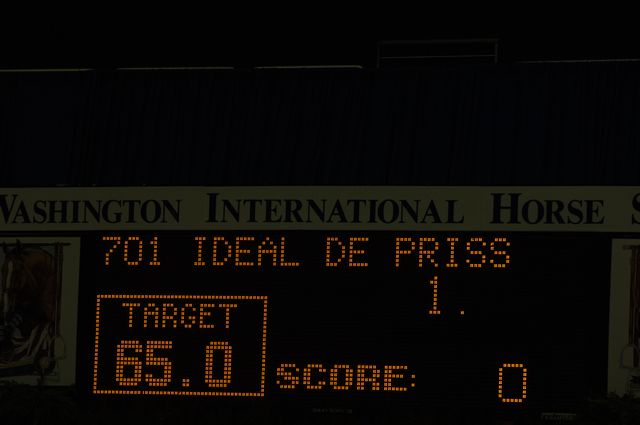 WASHINGTON INTERNATIONAL HORSE S
701 IDEAL DE PRISS
1.
TARGET
65.0
SCORE: 0